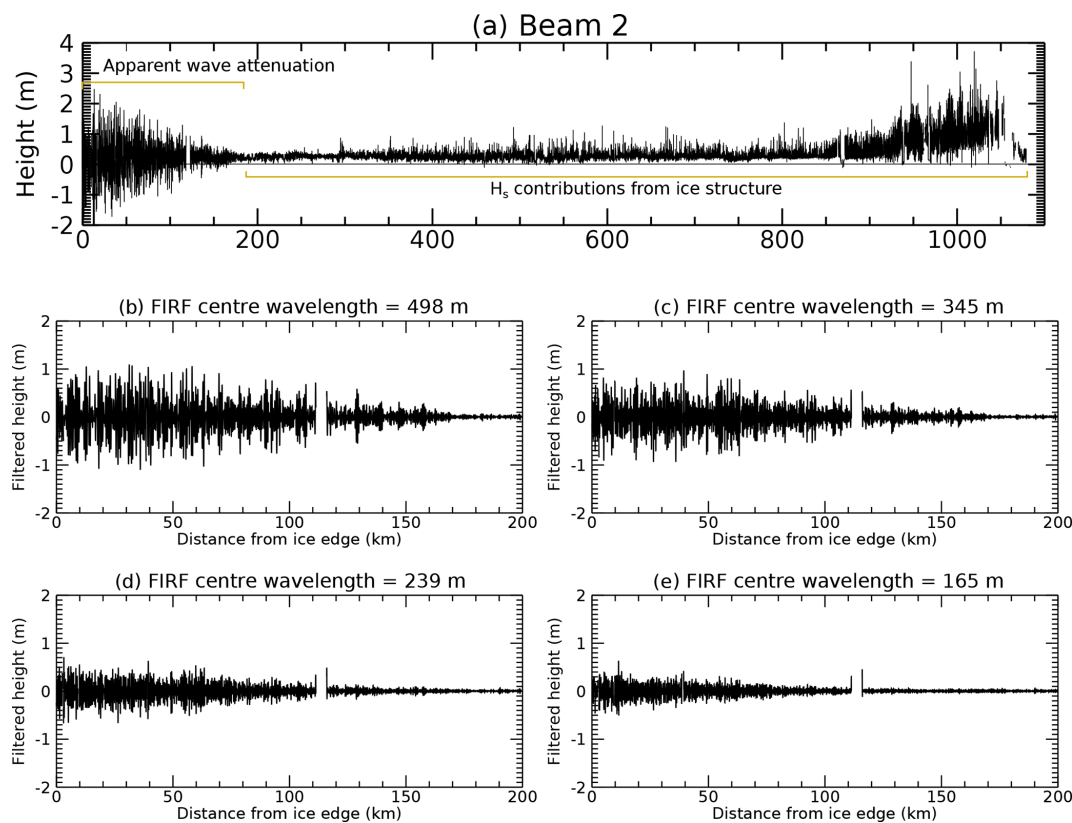 (a) Beam 2
Height (m)
4
3
2
1
0
-1
-2
Apparent wave attenuation
Hₛ contributions from ice structure
0 200 400 600 800 1000
(b) FIRF centre wavelength = 498 m
Filtered height (m)
2
1
0
-1
-2
0 50 100 150 200
Distance from ice edge (km)
(c) FIRF centre wavelength = 345 m
Filtered height (m)
2
1
0
-1
-2
0 50 100 150 200
Distance from ice edge (km)
(d) FIRF centre wavelength = 239 m
Filtered height (m)
2
1
0
-1
-2
0 50 100 150 200
Distance from ice edge (km)
(e) FIRF centre wavelength = 165 m
Filtered height (m)
2
1
0
-1
-2
0 50 100 150 200
Distance from ice edge (km)